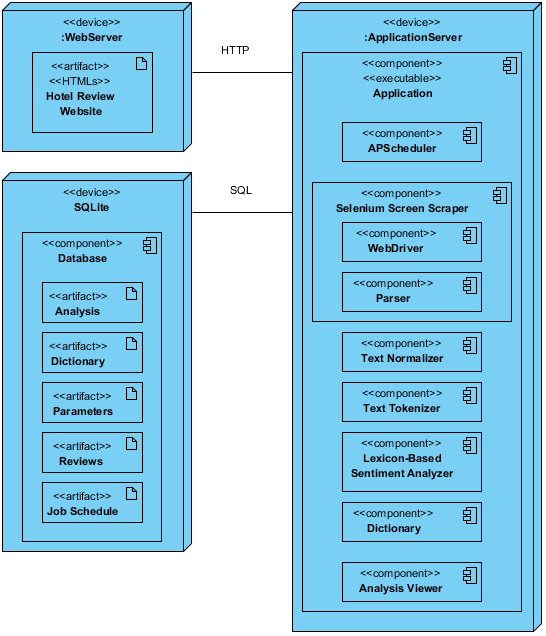 <<device>>
:WebServer
<<artifact>>
<<HTMLs>>
Hotel Review
Website
HTTP
<<device>>
SQLite
<<component>>
Database
<<artifact>>
Analysis
<<artifact>>
Dictionary
<<artifact>>
Parameters
<<artifact>>
Reviews
<<artifact>>
Job Schedule
SQL
<<device>>
:ApplicationServer
<<component>>
<<executable>>
Application
<<component>>
APScheduler
<<component>>
Selenium Screen Scraper
<<component>>
WebDriver
<<component>>
Parser
<<component>>
Text Normalizer
<<component>>
Text Tokenizer
<<component>>
Lexicon-Based
Sentiment Analyzer
<<component>>
Dictionary
<<component>>
Analysis Viewer